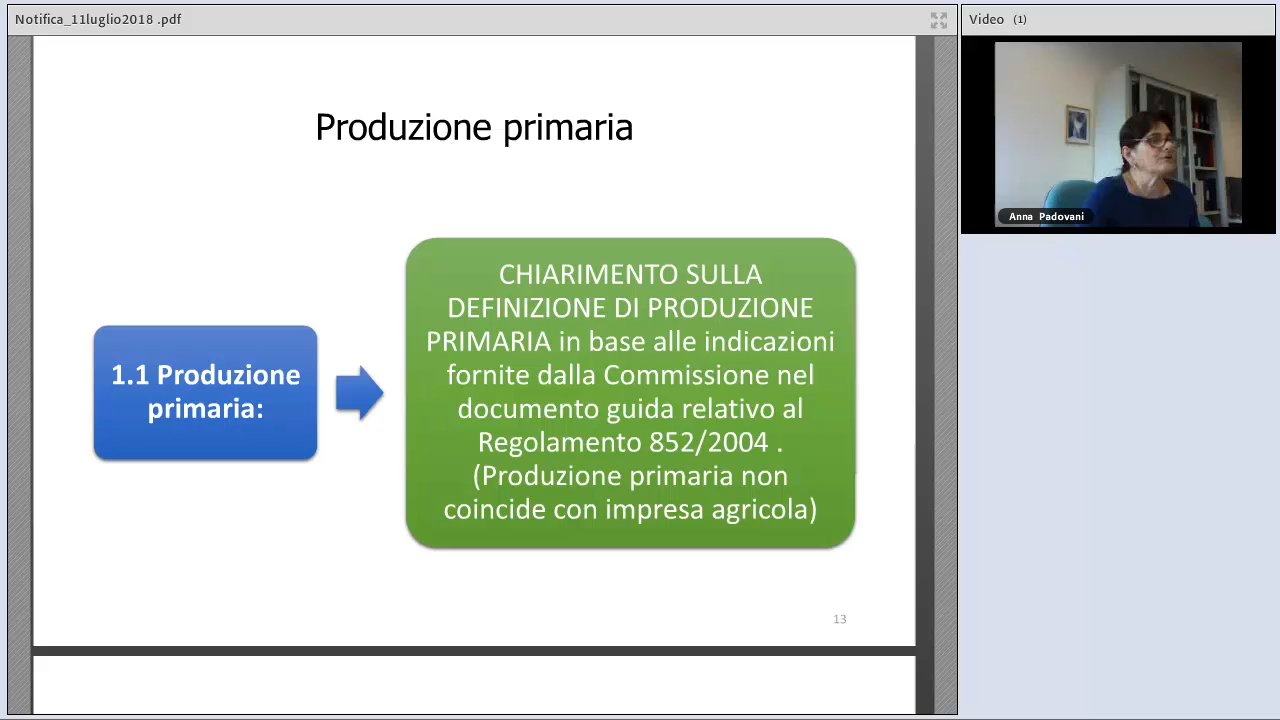 Notifica_11luglio2018 .pdf
Video (1)
Anna Padovani
Produzione primaria
1.1 Produzione
primaria:
CHIARIMENTO SULLA
DEFINIZIONE DI PRODUZIONE
PRIMARIA in base alle indicazioni
fornite dalla Commissione nel
documento guida relativo al
Regolamento 852/2004 .
(Produzione primaria non
coincide con impresa agricola)
13